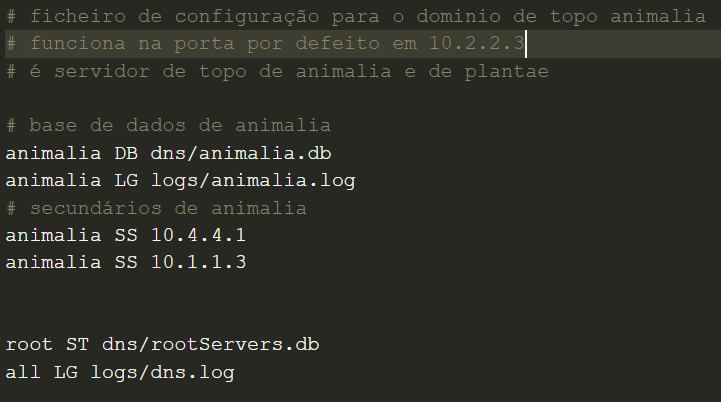 # ficheiro de configuração para o dominio de topo animalia
# funciona na porta por defeito em 10.2.2.3
# é servidor de topo de animalia e de plantae
# base de dados de animalia
animalia DB dns/animalia.db
animalia LG logs/animalia.log
# secundários de animalia
animalia SS 10.4.4.1
animalia SS 10.1.1.3
root ST dns/rootServers.db
all LG logs/dns.log